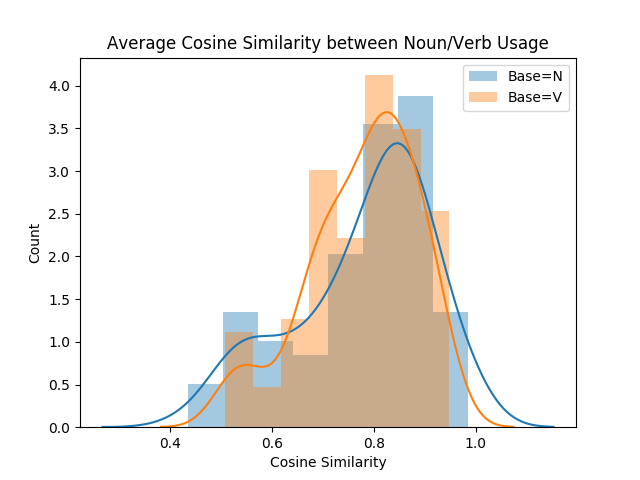 Average Cosine Similarity between Noun/Verb Usage
Base=N
Base=V
4.0
3.5
3.0
2.5
2.0
1.5
1.0
0.5
0.0
Count
0.4 0.6 0.8 1.0
Cosine Similarity